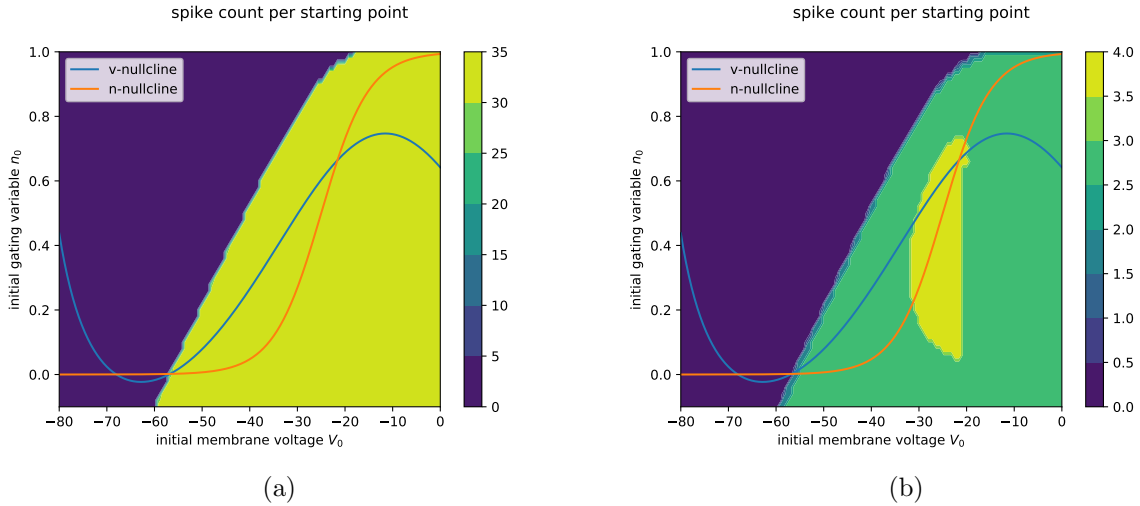 spike count per starting point
v-nullcline
n-nullcline
initial gating variable n₀
1.0
0.8
0.6
0.4
0.2
0.0
−80 −70 −60 −50 −40 −30 −20 −10 0
initial membrane voltage V₀
35
30
25
20
15
10
5
0
(a)
spike count per starting point
v-nullcline
n-nullcline
initial gating variable n₀
1.0
0.8
0.6
0.4
0.2
0.0
−80 −70 −60 −50 −40 −30 −20 −10 0
initial membrane voltage V₀
4.0
3.5
3.0
2.5
2.0
1.5
1.0
0.5
0.0
(b)